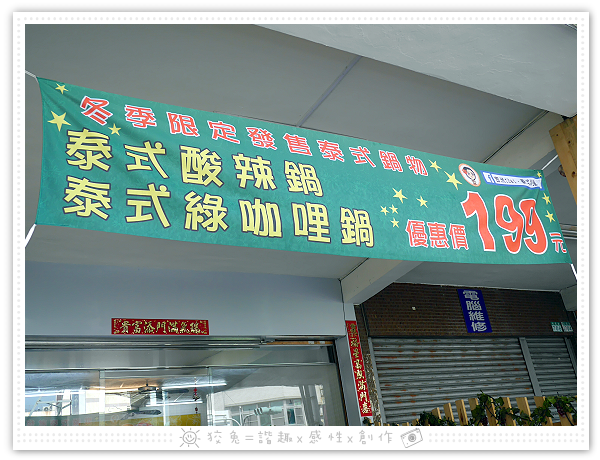 冬季限定發售泰式鍋物
泰式酸辣鍋
泰式綠咖哩鍋
優惠價199元
電腦維修
狡兔=諧趣x感性x創作